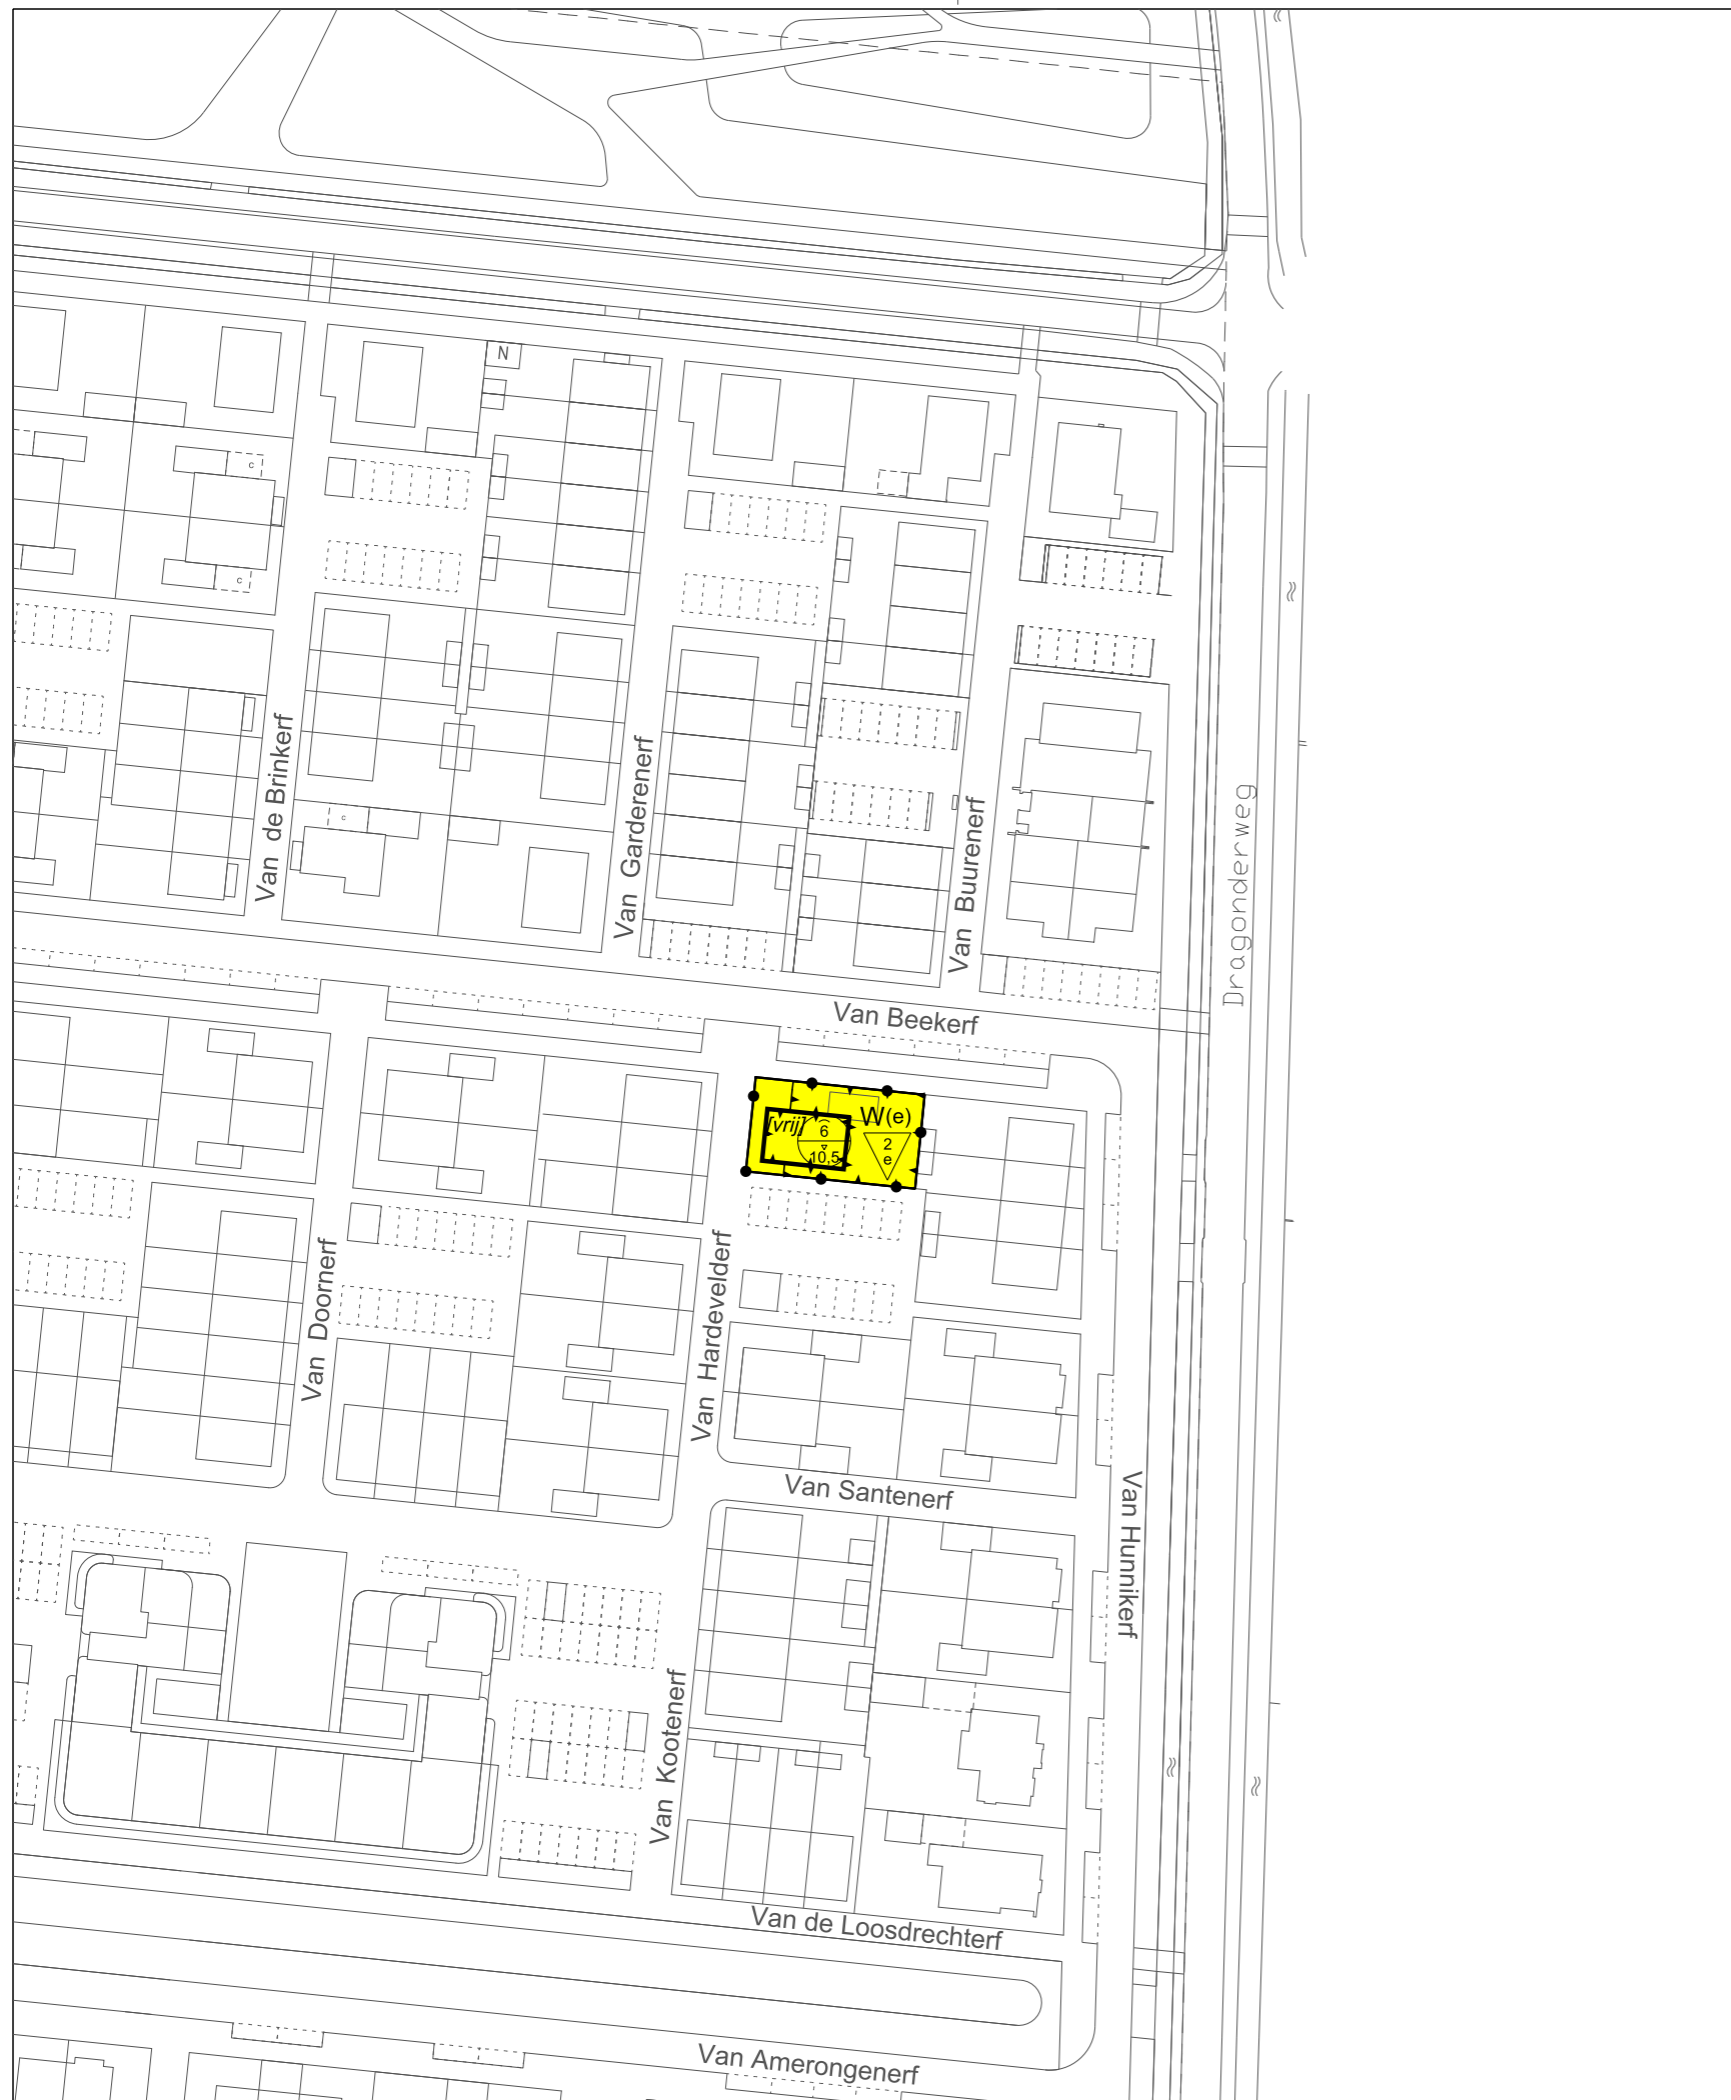 N
c
c
c
Van de Brinkerf
Van Garderenerf
Van Buurenerf
Dragonderweg
Van Beekerf
[vrij]
6
10,5
W(e)
2
e
Van Doornerf
Van Hardevelderf
Van Santenerf
Van Hunnikerf
Van Kootenerf
Van de Loosdrechterf
Van Amerongenerf